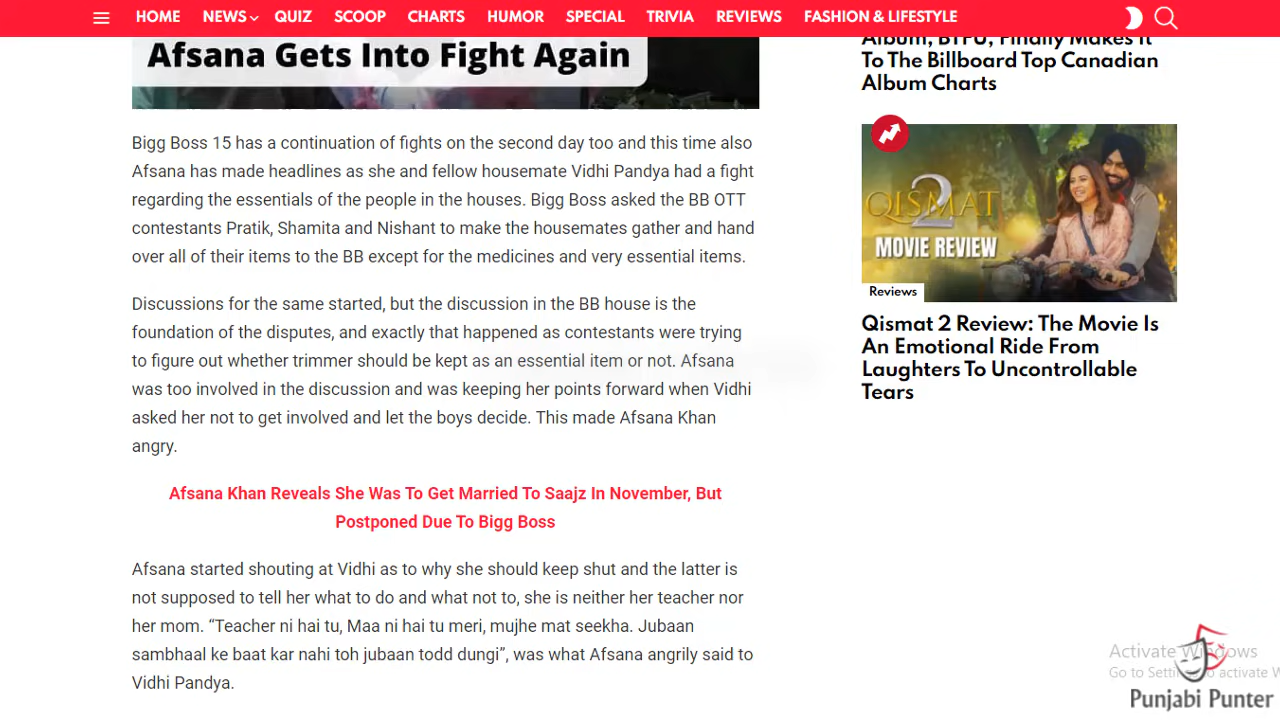 HOME NEWS QUIZ SCOOP CHARTS HUMOR SPECIAL TRIVIA REVIEWS FASHION & LIFESTYLE
Afsana Gets Into Fight Again
Bigg Boss 15 has a continuation of fights on the second day too and this time also
Afsana has made headlines as she and fellow housemate Vidhi Pandya had a fight
regarding the essentials of the people in the houses. Bigg Boss asked the BB OTT
contestants Pratik, Shamita and Nishant to make the housemates gather and hand
over all of their items to the BB except for the medicines and very essential items.
Discussions for the same started, but the discussion in the BB house is the
foundation of the disputes, and exactly that happened as contestants were trying
to figure out whether trimmer should be kept as an essential item or not. Afsana
was too involved in the discussion and was keeping her points forward when Vidhi
asked her not to get involved and let the boys decide. This made Afsana Khan
angry.
Afsana Khan Reveals She Was To Get Married To Saajz In November, But
Postponed Due To Bigg Boss
Afsana started shouting at Vidhi as to why she should keep shut and the latter is
not supposed to tell her what to do and what not to, she is neither her teacher nor
her mom. “Teacher ni hai tu, Maa ni hai tu meri, mujhe mat seekha. Jubaan
sambhaal ke baat kar nahi toh jubaan todd dungi”, was what Afsana angrily said to
Vidhi Pandya.
Album, BTFU, Finally Makes It
To The Billboard Top Canadian
Album Charts
QISMAT
2
MOVIE REVIEW
Reviews
Qismat 2 Review: The Movie Is
An Emotional Ride From
Laughters To Uncontrollable
Tears
Activate Windows
Go to Settings to activate W
Punjabi Punter